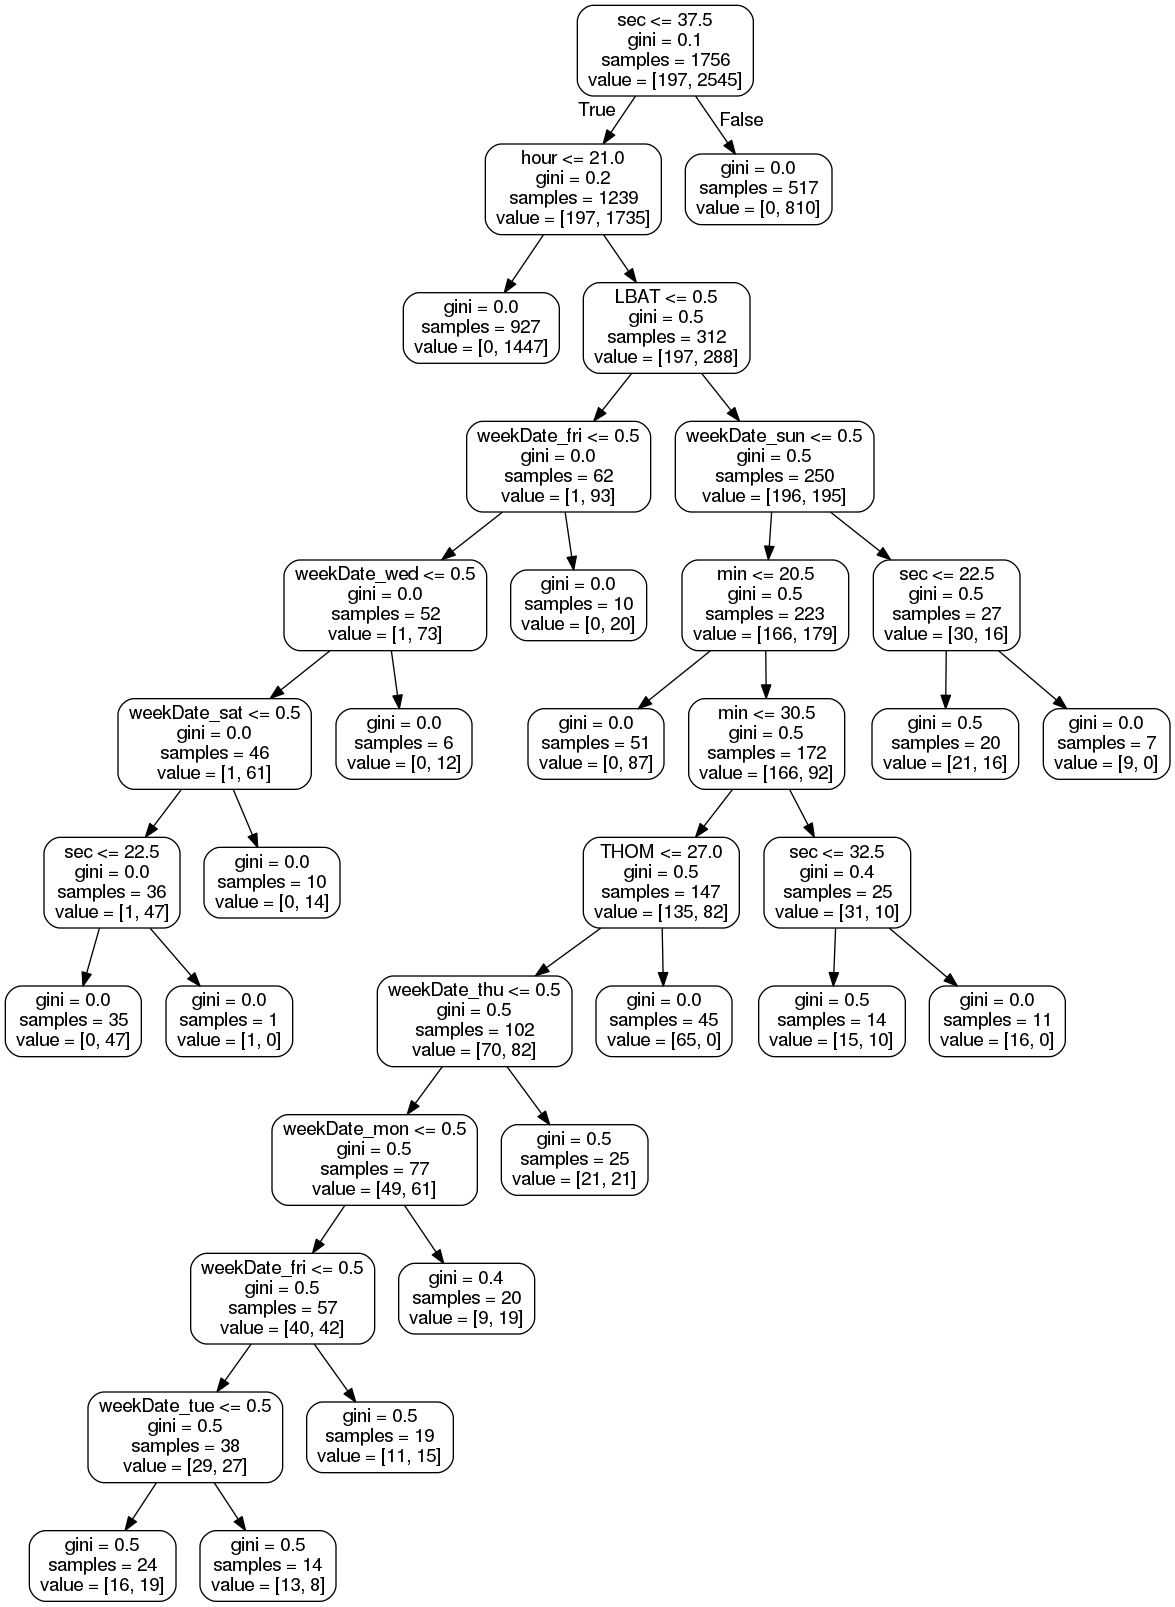 sec <= 37.5
gini = 0.1
samples = 1756
value = [197, 2545]
True
False
hour <= 21.0
gini = 0.2
samples = 1239
value = [197, 1735]
gini = 0.0
samples = 517
value = [0, 810]
gini = 0.0
samples = 927
value = [0, 1447]
LBAT <= 0.5
gini = 0.5
samples = 312
value = [197, 288]
weekDate_fri <= 0.5
gini = 0.0
samples = 62
value = [1, 93]
weekDate_sun <= 0.5
gini = 0.5
samples = 250
value = [196, 195]
weekDate_wed <= 0.5
gini = 0.0
samples = 52
value = [1, 73]
gini = 0.0
samples = 10
value = [0, 20]
min <= 20.5
gini = 0.5
samples = 223
value = [166, 179]
sec <= 22.5
gini = 0.5
samples = 27
value = [30, 16]
weekDate_sat <= 0.5
gini = 0.0
samples = 46
value = [1, 61]
gini = 0.0
samples = 6
value = [0, 12]
gini = 0.0
samples = 51
value = [0, 87]
min <= 30.5
gini = 0.5
samples = 172
value = [166, 92]
gini = 0.5
samples = 20
value = [21, 16]
gini = 0.0
samples = 7
value = [9, 0]
sec <= 22.5
gini = 0.0
samples = 36
value = [1, 47]
gini = 0.0
samples = 10
value = [0, 14]
THOM <= 27.0
gini = 0.5
samples = 147
value = [135, 82]
sec <= 32.5
gini = 0.4
samples = 25
value = [31, 10]
gini = 0.0
samples = 35
value = [0, 47]
gini = 0.0
samples = 1
value = [1, 0]
weekDate_thu <= 0.5
gini = 0.5
samples = 102
value = [70, 82]
gini = 0.0
samples = 45
value = [65, 0]
gini = 0.5
samples = 14
value = [15, 10]
gini = 0.0
samples = 11
value = [16, 0]
weekDate_mon <= 0.5
gini = 0.5
samples = 77
value = [49, 61]
gini = 0.5
samples = 25
value = [21, 21]
weekDate_fri <= 0.5
gini = 0.5
samples = 57
value = [40, 42]
gini = 0.4
samples = 20
value = [9, 19]
weekDate_tue <= 0.5
gini = 0.5
samples = 38
value = [29, 27]
gini = 0.5
samples = 19
value = [11, 15]
gini = 0.5
samples = 24
value = [16, 19]
gini = 0.5
samples = 14
value = [13, 8]